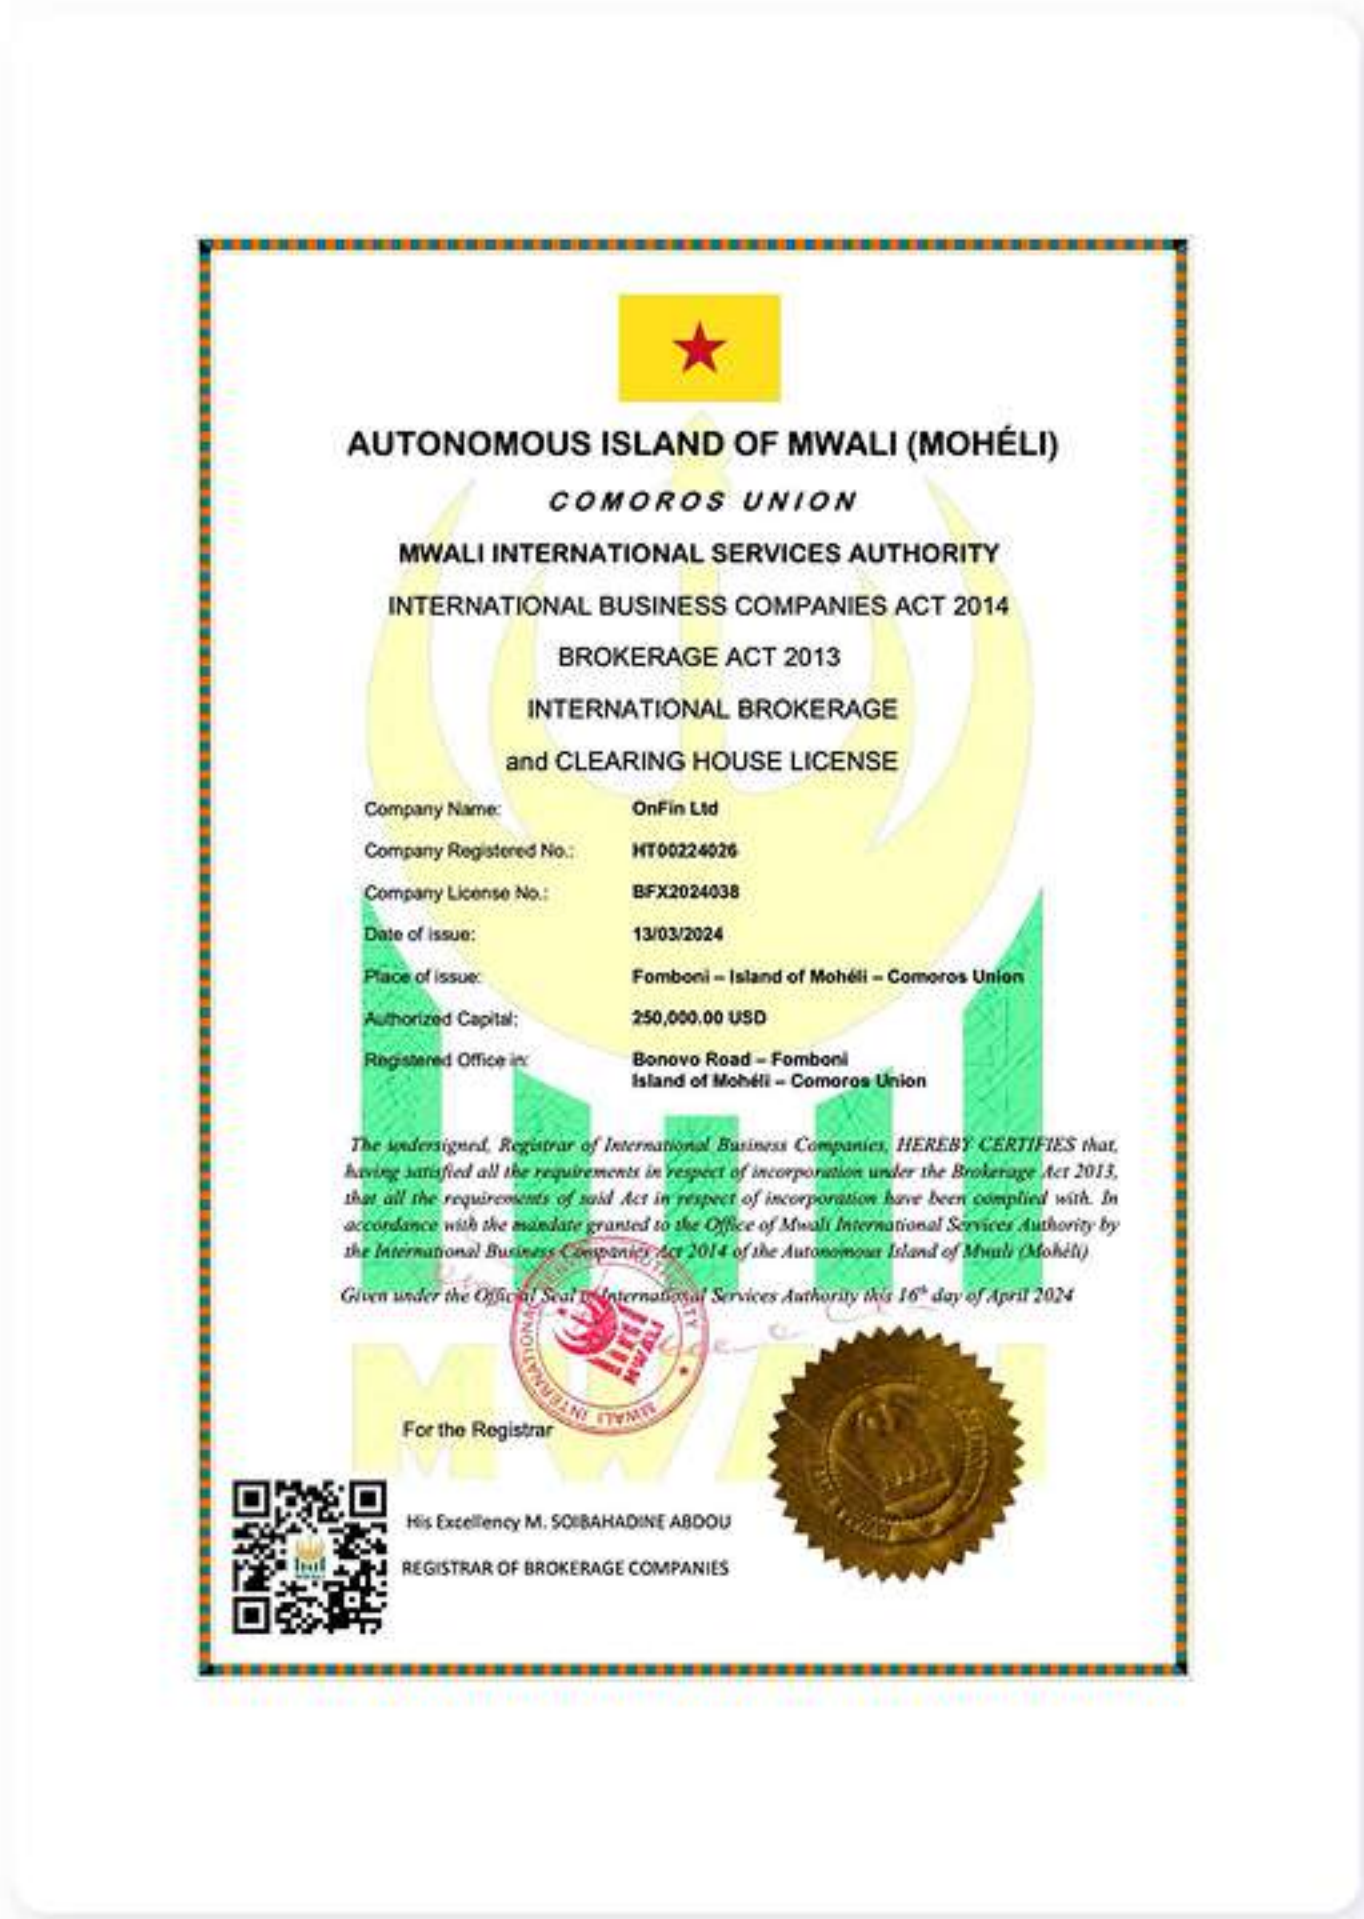 AUTONOMOUS ISLAND OF MWALI (MOHÉLI)
COMOROS UNION
MWALI INTERNATIONAL SERVICES AUTHORITY
INTERNATIONAL BUSINESS COMPANIES ACT 2014
BROKERAGE ACT 2013
INTERNATIONAL BROKERAGE
and CLEARING HOUSE LICENSE
Company Name: OnFin Ltd
Company Registered No.: HT00224026
Company License No.: BFX2024038
Date of issue: 13/03/2024
Place of issue: Fomboni – Island of Mohéli – Comoros Union
Authorized Capital: 250,000.00 USD
Registered Office in: Bonovo Road – Fomboni
Island of Mohéli – Comoros Union
The undersigned, Registrar of International Business Companies, HEREBY CERTIFIES that,
having satisfied all the requirements in respect of incorporation under the Brokerage Act 2013,
that all the requirements of said Act in respect of incorporation have been complied with. In
accordance with the mandate granted to the Office of Mwali International Services Authority by
the International Business Companies Act 2014 of the Autonomous Island of Mwali (Mohéli)
Given under the Official Seal International Services Authority this 16th day of April 2024
MWALI INTERNATIONAL AUTHORITY
MWALI
MWALI
For the Registrar
His Excellency M. SOIBAHADINE ABDOU
REGISTRAR OF BROKERAGE COMPANIES